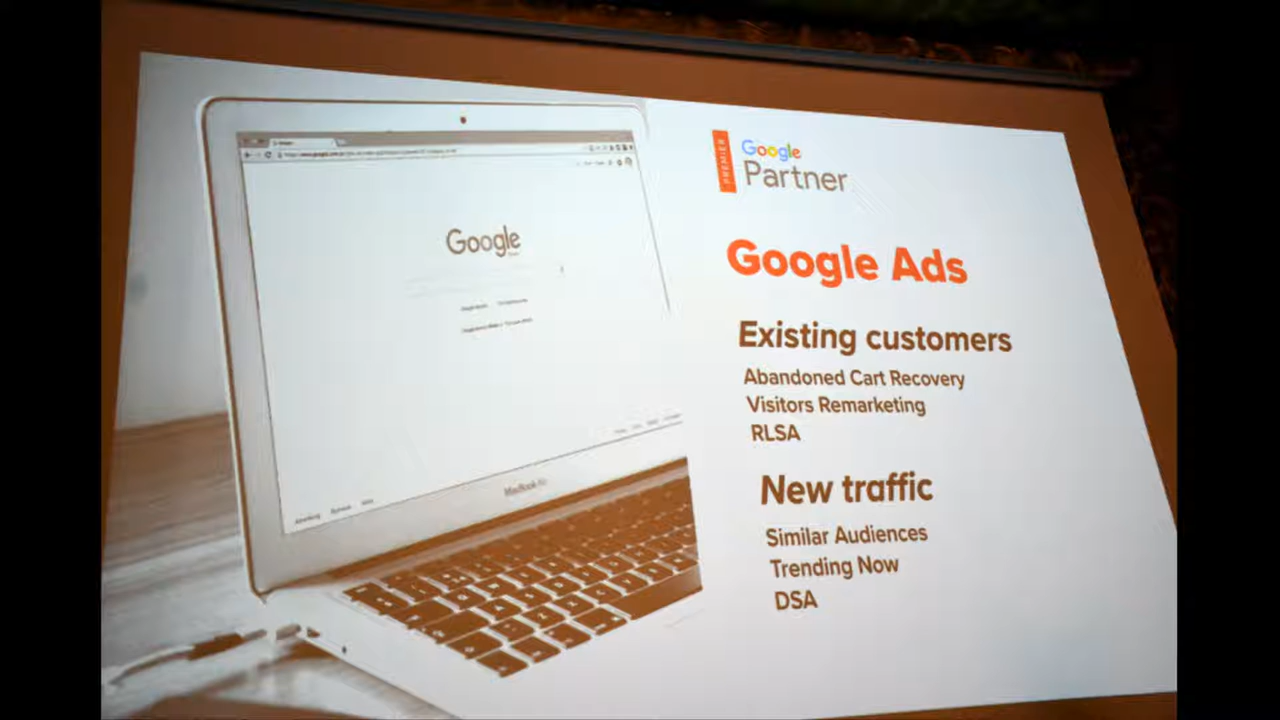 Google
MacBook Air
PREMIER
Google
Partner
Google Ads
Existing customers
Abandoned Cart Recovery
Visitors Remarketing
RLSA
New traffic
Similar Audiences
Trending Now
DSA